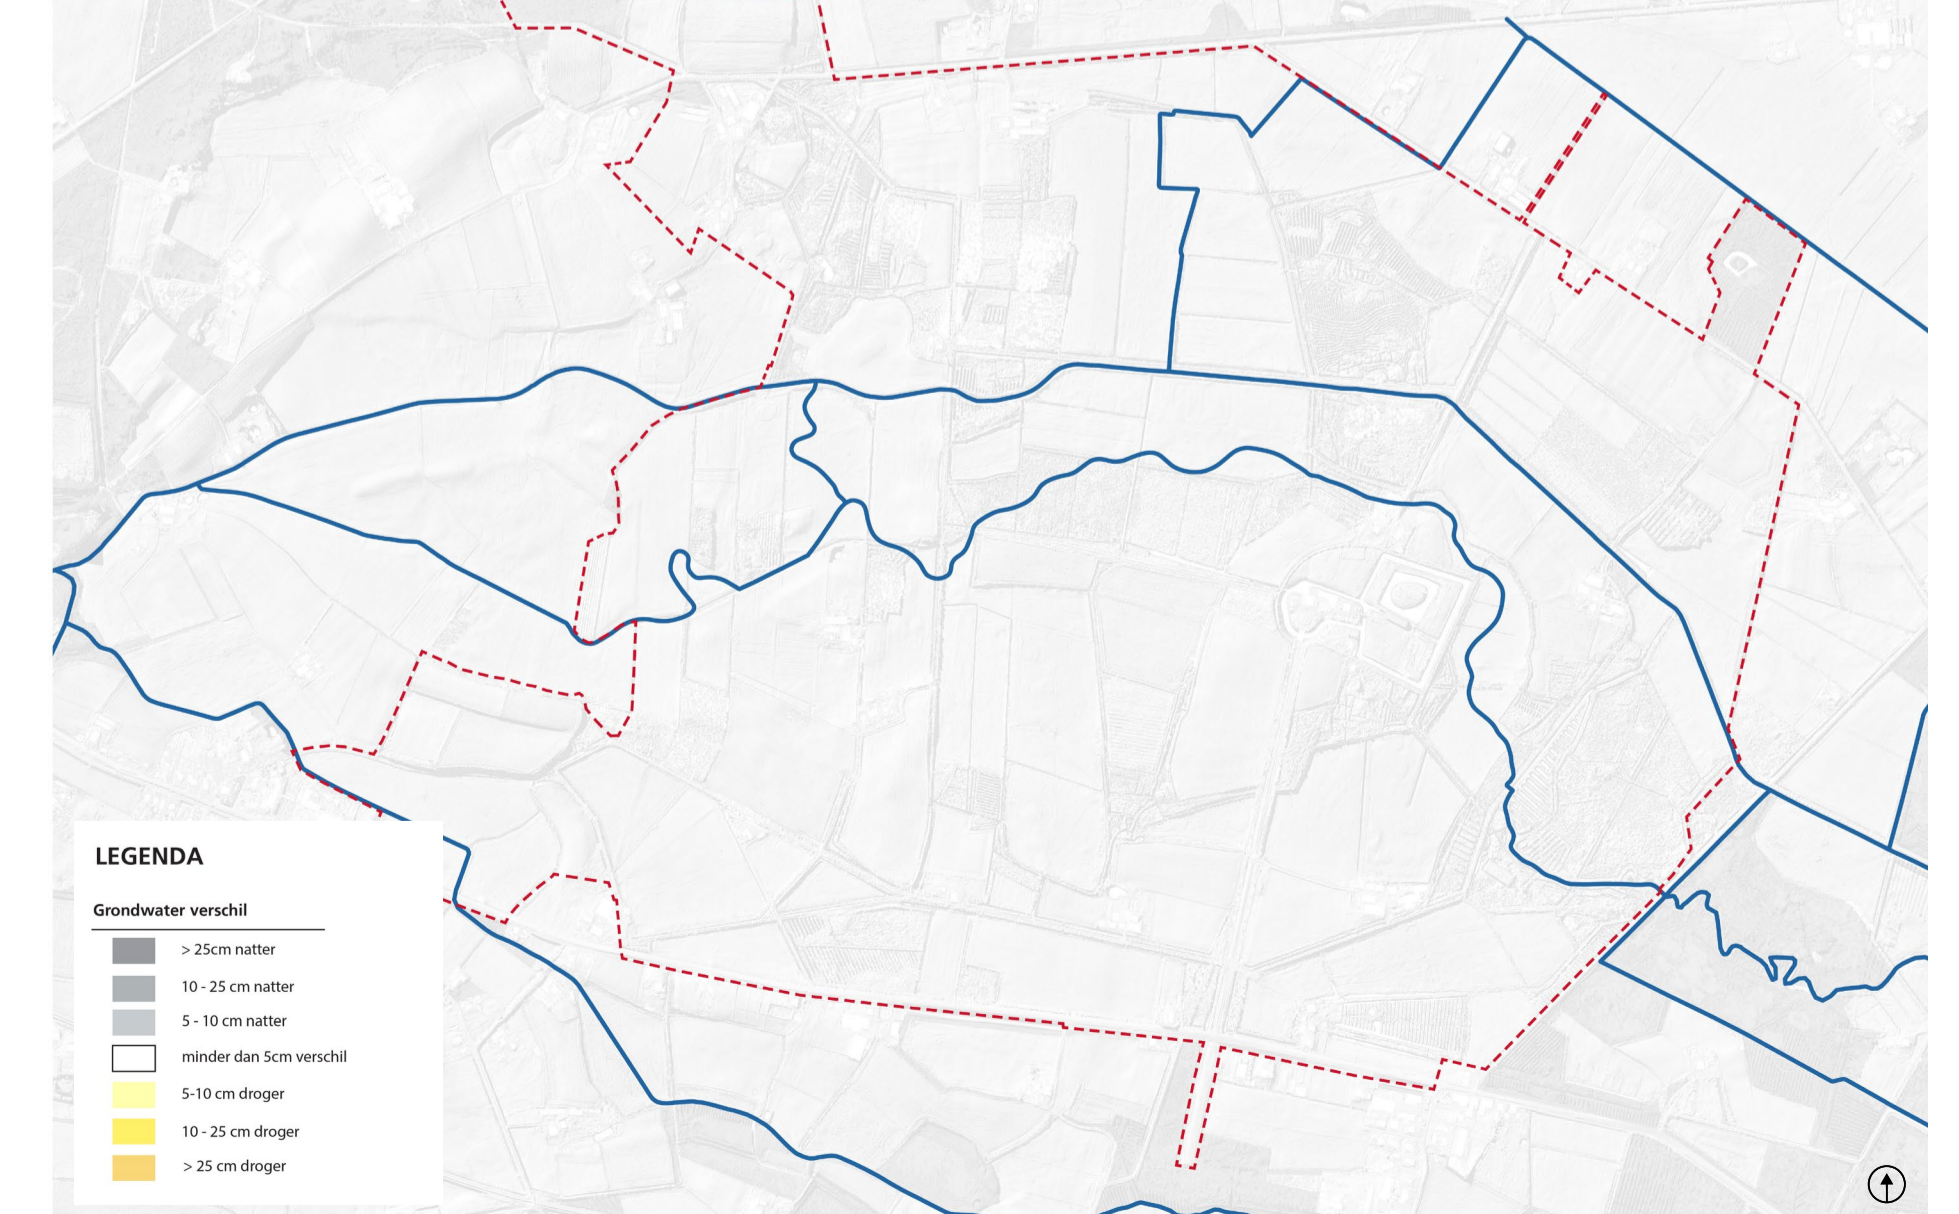 LEGENDA
Grondwater verschil
> 25cm natter
10 - 25 cm natter
5 - 10 cm natter
minder dan 5cm verschil
5-10 cm droger
10 - 25 cm droger
> 25 cm droger